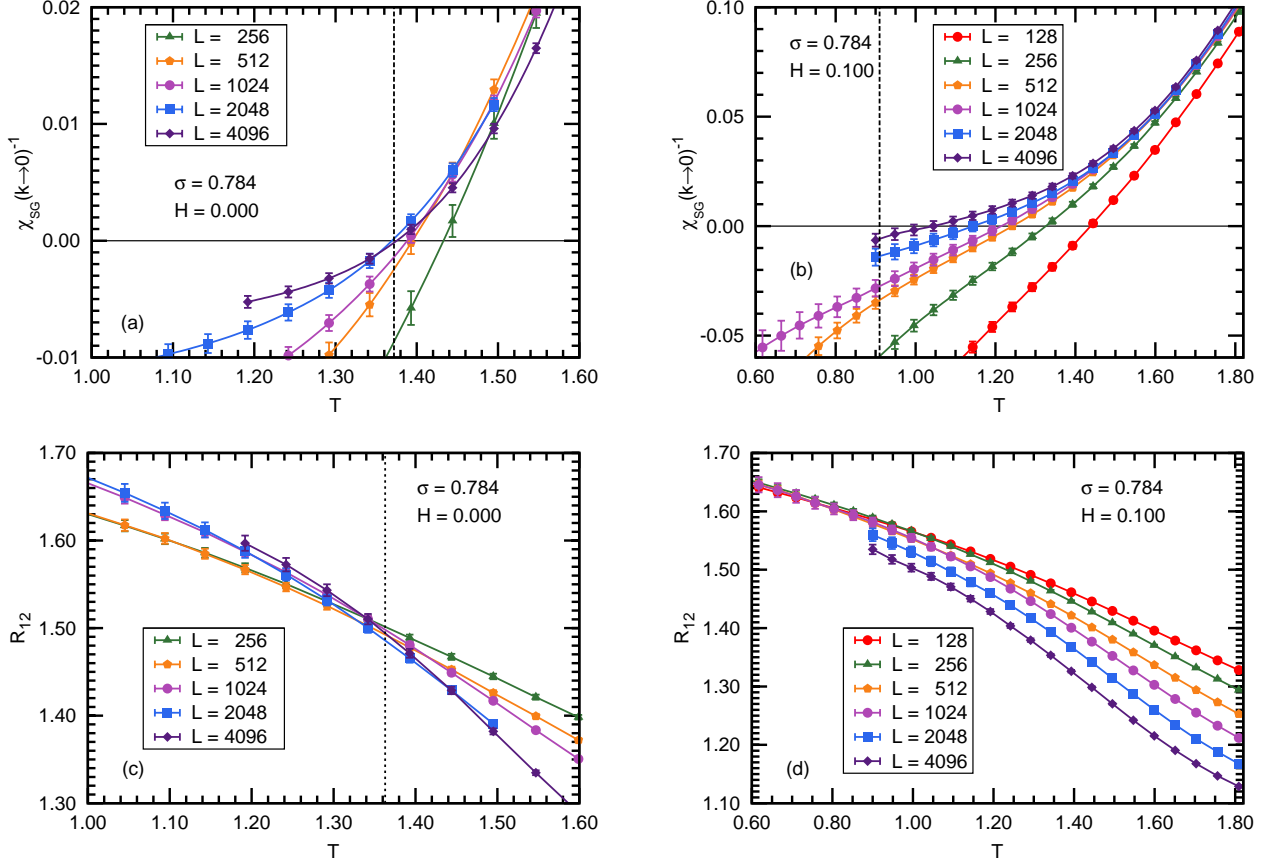 0.02
0.01
0.00
-0.01
χSG(k→0)-1
L = 256
L = 512
L = 1024
L = 2048
L = 4096
σ = 0.784
H = 0.000
(a)
1.00 1.10 1.20 1.30 1.40 1.50 1.60
T
0.10
0.05
0.00
-0.05
χSG(k→0)-1
σ = 0.784
H = 0.100
L = 128
L = 256
L = 512
L = 1024
L = 2048
L = 4096
(b)
0.60 0.80 1.00 1.20 1.40 1.60 1.80
T
1.70
1.60
1.50
1.40
1.30
R12
σ = 0.784
H = 0.000
L = 256
L = 512
L = 1024
L = 2048
L = 4096
(c)
1.00 1.10 1.20 1.30 1.40 1.50 1.60
T
1.70
1.60
1.50
1.40
1.30
1.20
1.10
R12
σ = 0.784
H = 0.100
L = 128
L = 256
L = 512
L = 1024
L = 2048
L = 4096
(d)
0.60 0.80 1.00 1.20 1.40 1.60 1.80
T